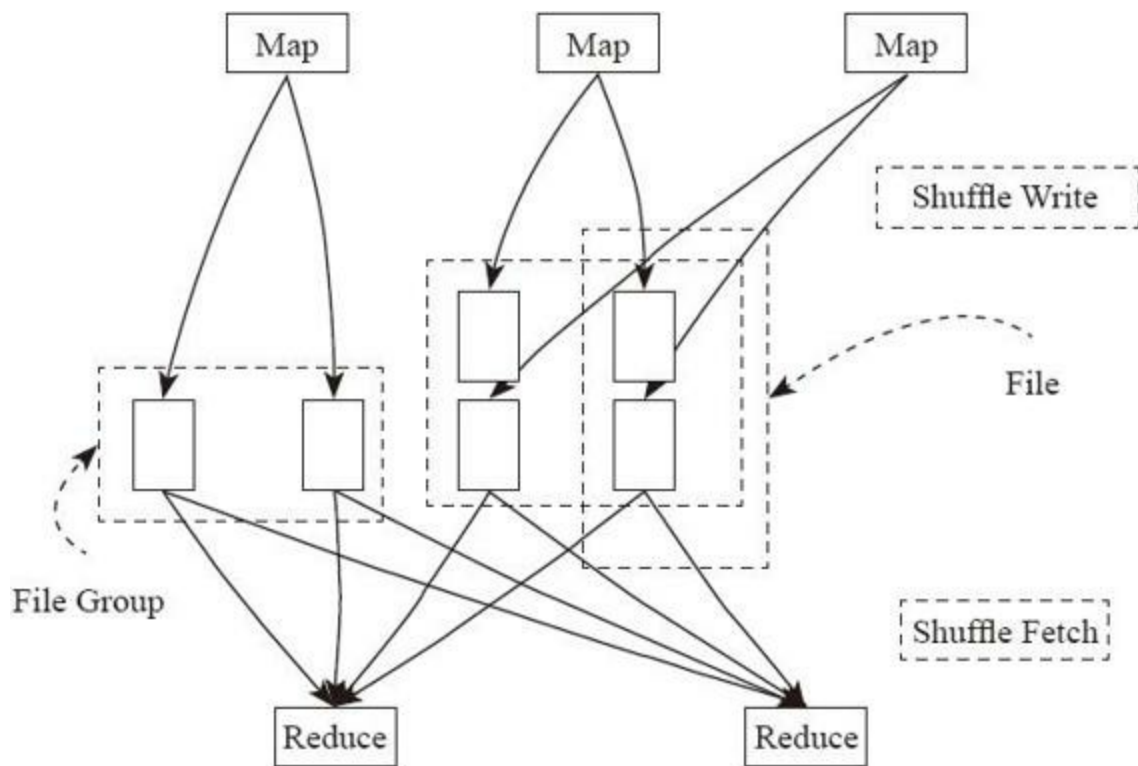 Map
Map
Map
Shuffle Write
File
File Group
Shuffle Fetch
Reduce
Reduce